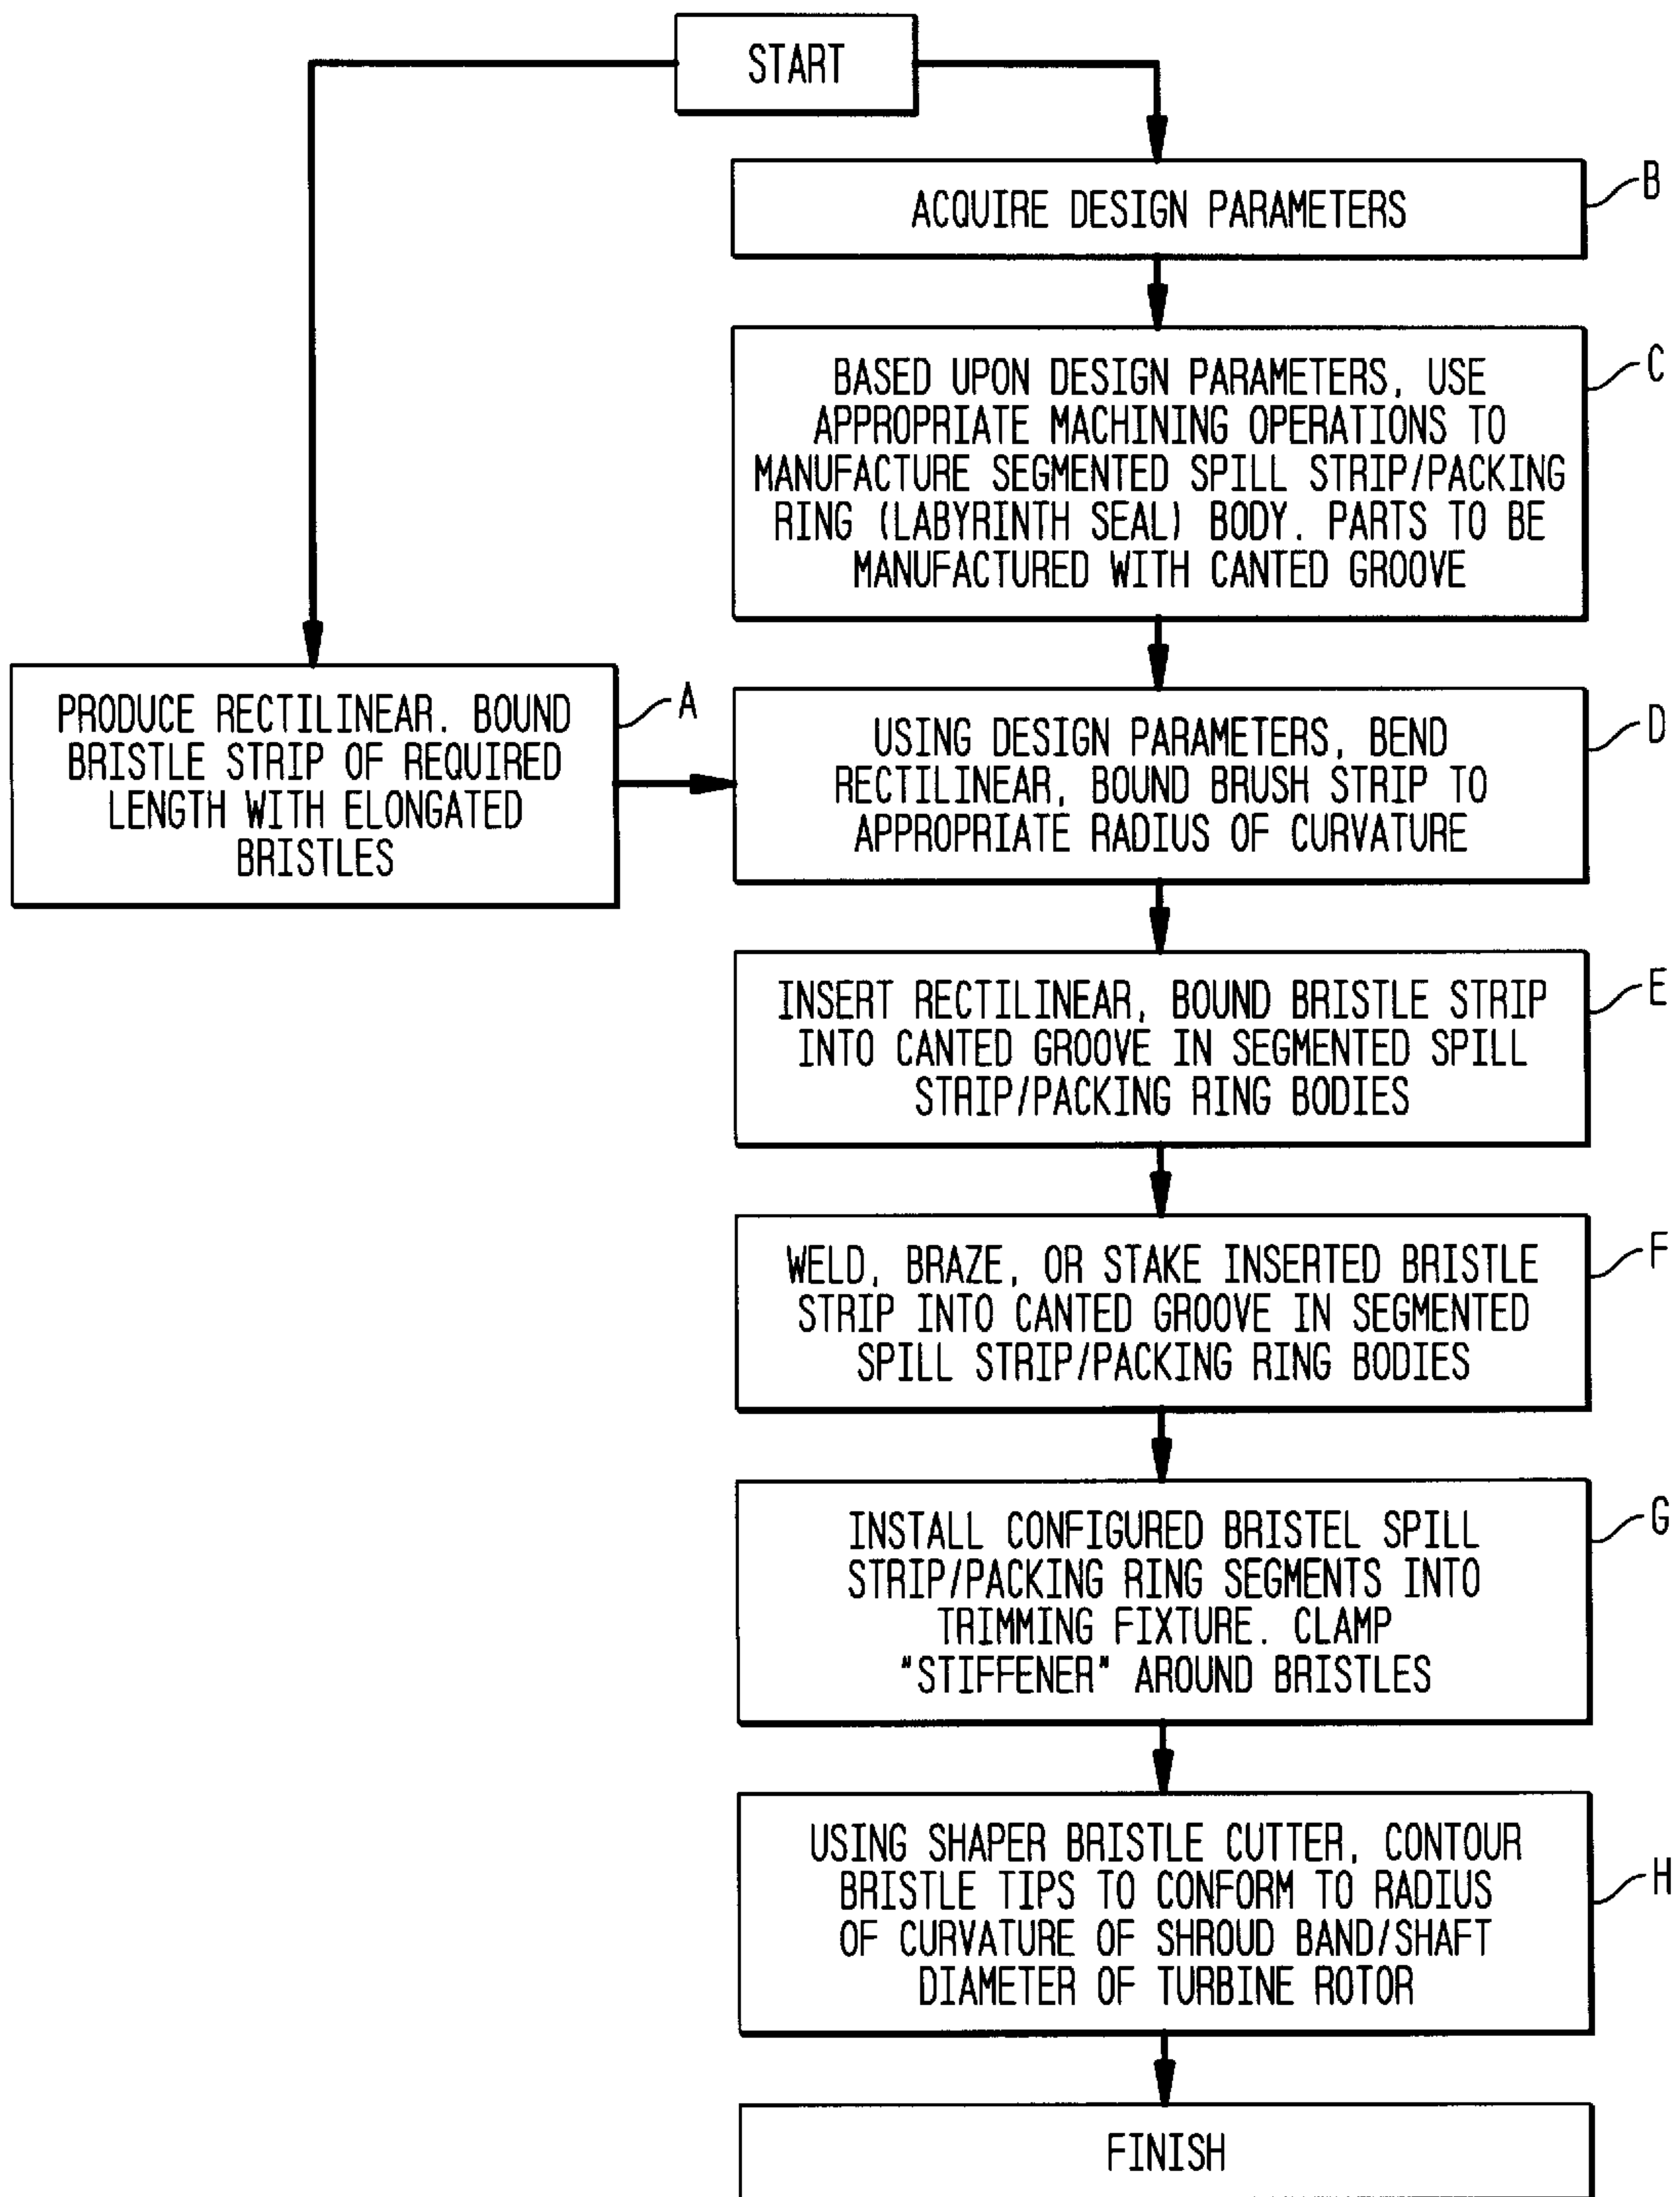 START
ACQUIRE DESIGN PARAMETERS
B
BASED UPON DESIGN PARAMETERS, USE
APPROPRIATE MACHINING OPERATIONS TO
MANUFACTURE SEGMENTED SPILL STRIP/PACKING
RING (LABYRINTH SEAL) BODY. PARTS TO BE
MANUFACTURED WITH CANTED GROOVE
C
PRODUCE RECTILINEAR. BOUND
BRISTLE STRIP OF REQUIRED
LENGTH WITH ELONGATED
BRISTLES
A
USING DESIGN PARAMETERS, BEND
RECTILINEAR, BOUND BRUSH STRIP TO
APPROPRIATE RADIUS OF CURVATURE
D
INSERT RECTILINEAR, BOUND BRISTLE STRIP
INTO CANTED GROOVE IN SEGMENTED SPILL
STRIP/PACKING RING BODIES
E
WELD, BRAZE, OR STAKE INSERTED BRISTLE
STRIP INTO CANTED GROOVE IN SEGMENTED
SPILL STRIP/PACKING RING BODIES
F
INSTALL CONFIGURED BRISTEL SPILL
STRIP/PACKING RING SEGMENTS INTO
TRIMMING FIXTURE. CLAMP
"STIFFENER" AROUND BRISTLES
G
USING SHAPER BRISTLE CUTTER, CONTOUR
BRISTLE TIPS TO CONFORM TO RADIUS
OF CURVATURE OF SHROUD BAND/SHAFT
DIAMETER OF TURBINE ROTOR
H
FINISH